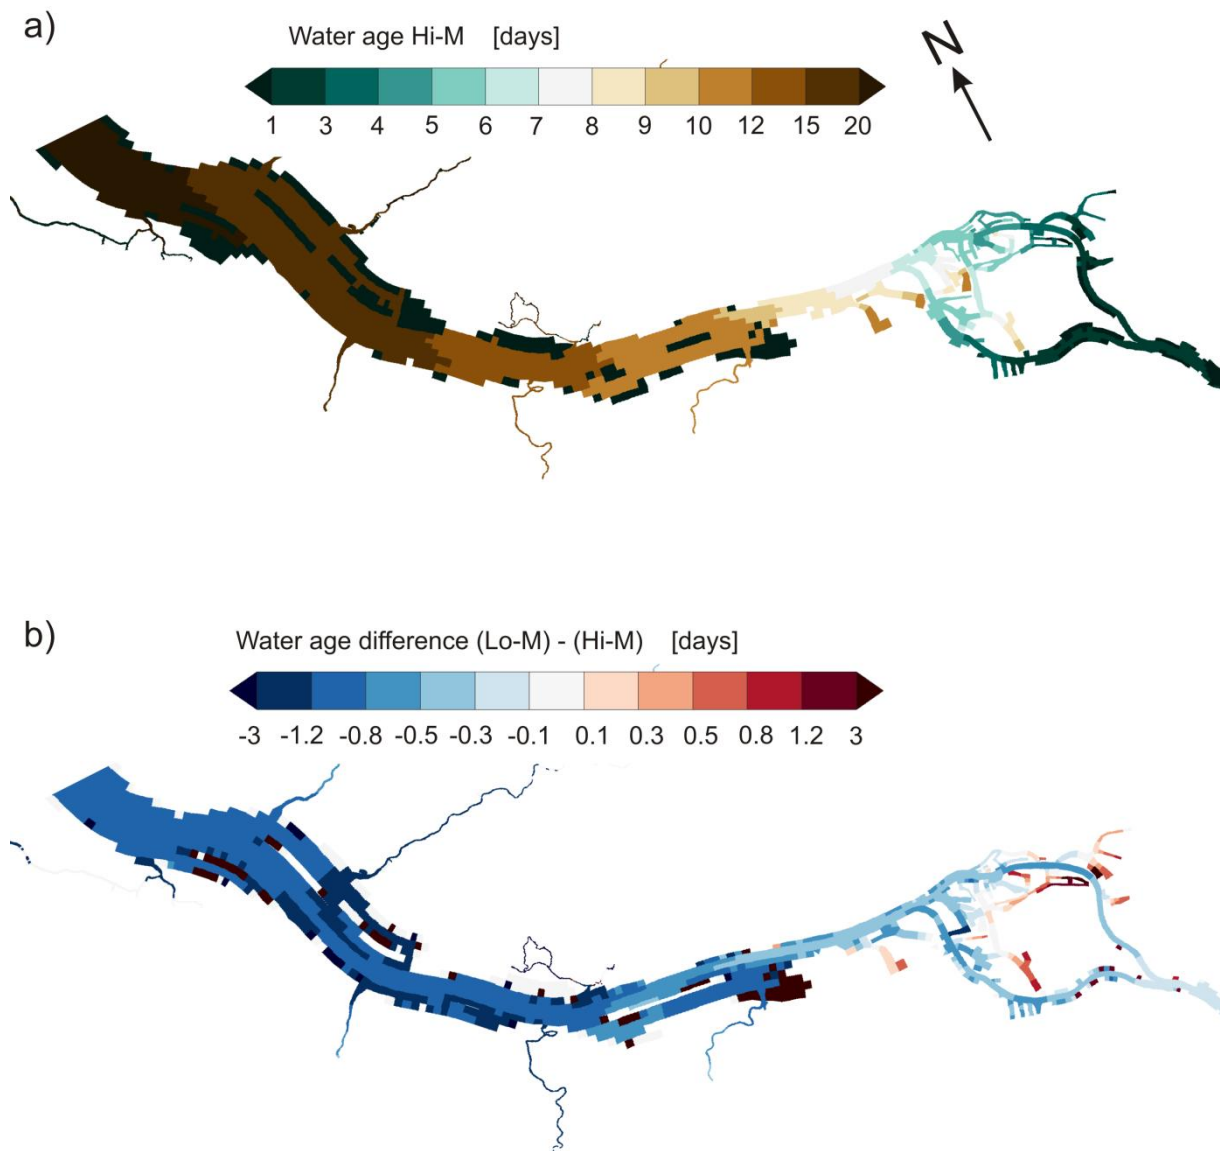 a)
Water age Hi-M [days]
N
1 3 4 5 6 7 8 9 10 12 15 20
b)
Water age difference (Lo-M) - (Hi-M) [days]
-3 -1.2 -0.8 -0.5 -0.3 -0.1 0.1 0.3 0.5 0.8 1.2 3